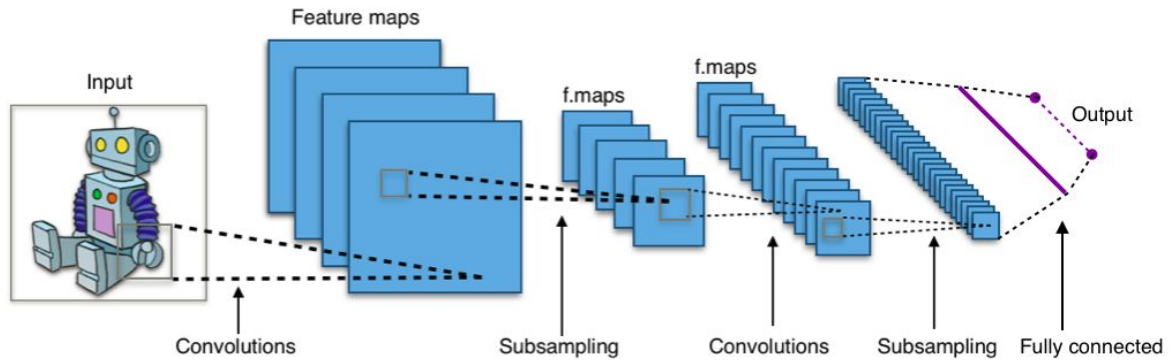 Feature maps
Input
f.maps
f.maps
Output
Convolutions
Subsampling
Convolutions
Subsampling
Fully connected